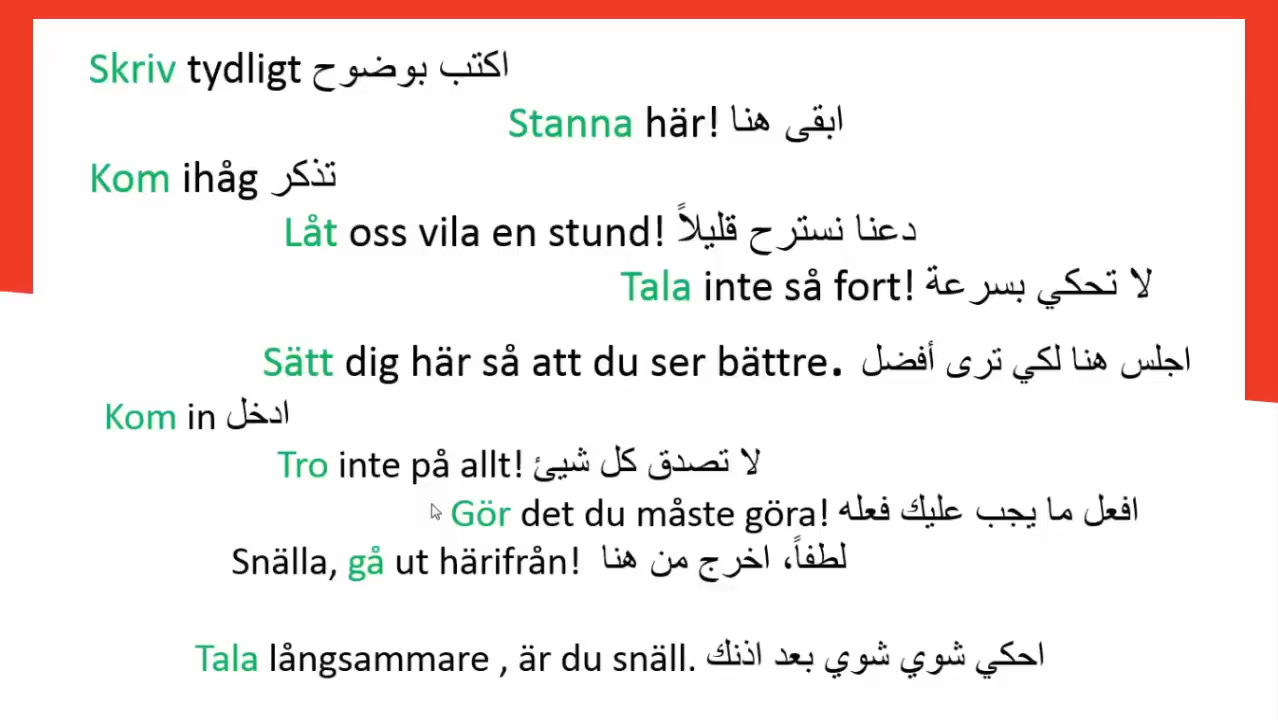 Skriv tydligt اكتب بوضوح
Stanna här! ابقى هنا
Kom ihåg تذكر
Låt oss vila en stund! دعنا نسترح قليلاً
Tala inte så fort! لا تحكي بسرعة
Sätt dig här så att du ser bättre. اجلس هنا لكي ترى أفضل
Kom in ادخل
Tro inte på allt! لا تصدق كل شيئ
Gör det du måste göra! افعل ما يجب عليك فعله
Snälla, gå ut härifrån! لطفاً، اخرج من هنا
Tala långsammare , är du snäll. احكي شوي شوي بعد اذنك